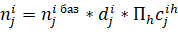 n_j^i = n_j^{i баз} * d_j^i * Π_h c_j^{ih}